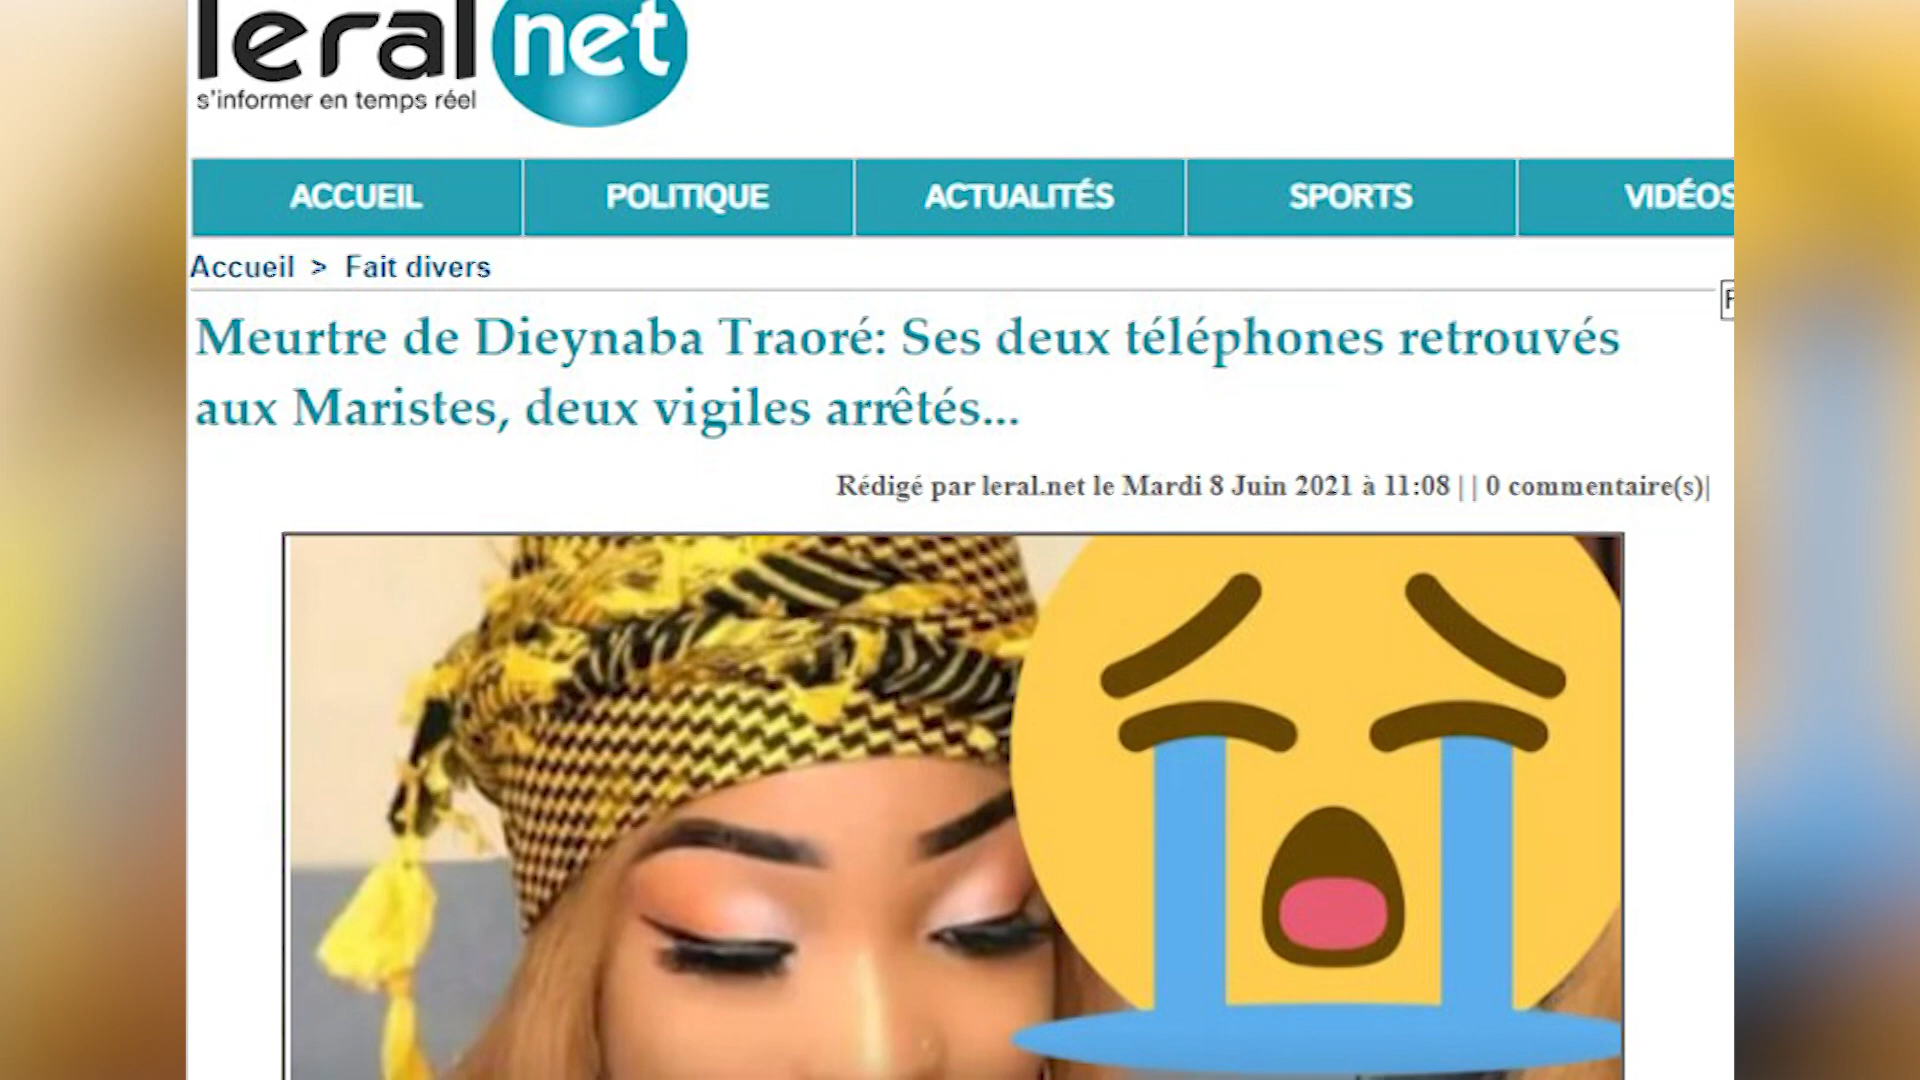 leral net
s'informer en temps réel
ACCUEIL POLITIQUE ACTUALITÉS SPORTS VIDÉOS
Accueil > Fait divers
Meurtre de Dieynaba Traoré: Ses deux téléphones retrouvés
aux Maristes, deux vigiles arrêtés...
Rédigé par leral.net le Mardi 8 Juin 2021 à 11:08 | | 0 commentaire(s)|